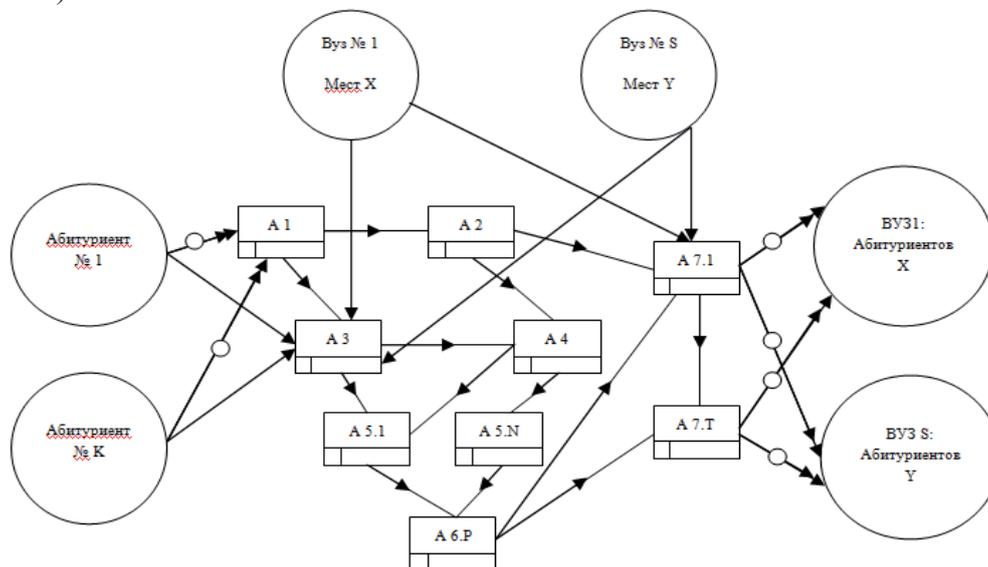 )
Вуз № 1
Мест X
Вуз № S
Мест Y
Абитуриент
№ 1
A 1
A 2
A 7.1
ВУЗ1:
Абитуриентов
X
A 3
A 4
Абитуриент
№ K
A 5.1
A 5.N
A 7.T
ВУЗ S:
Абитуриентов
Y
A 6.P